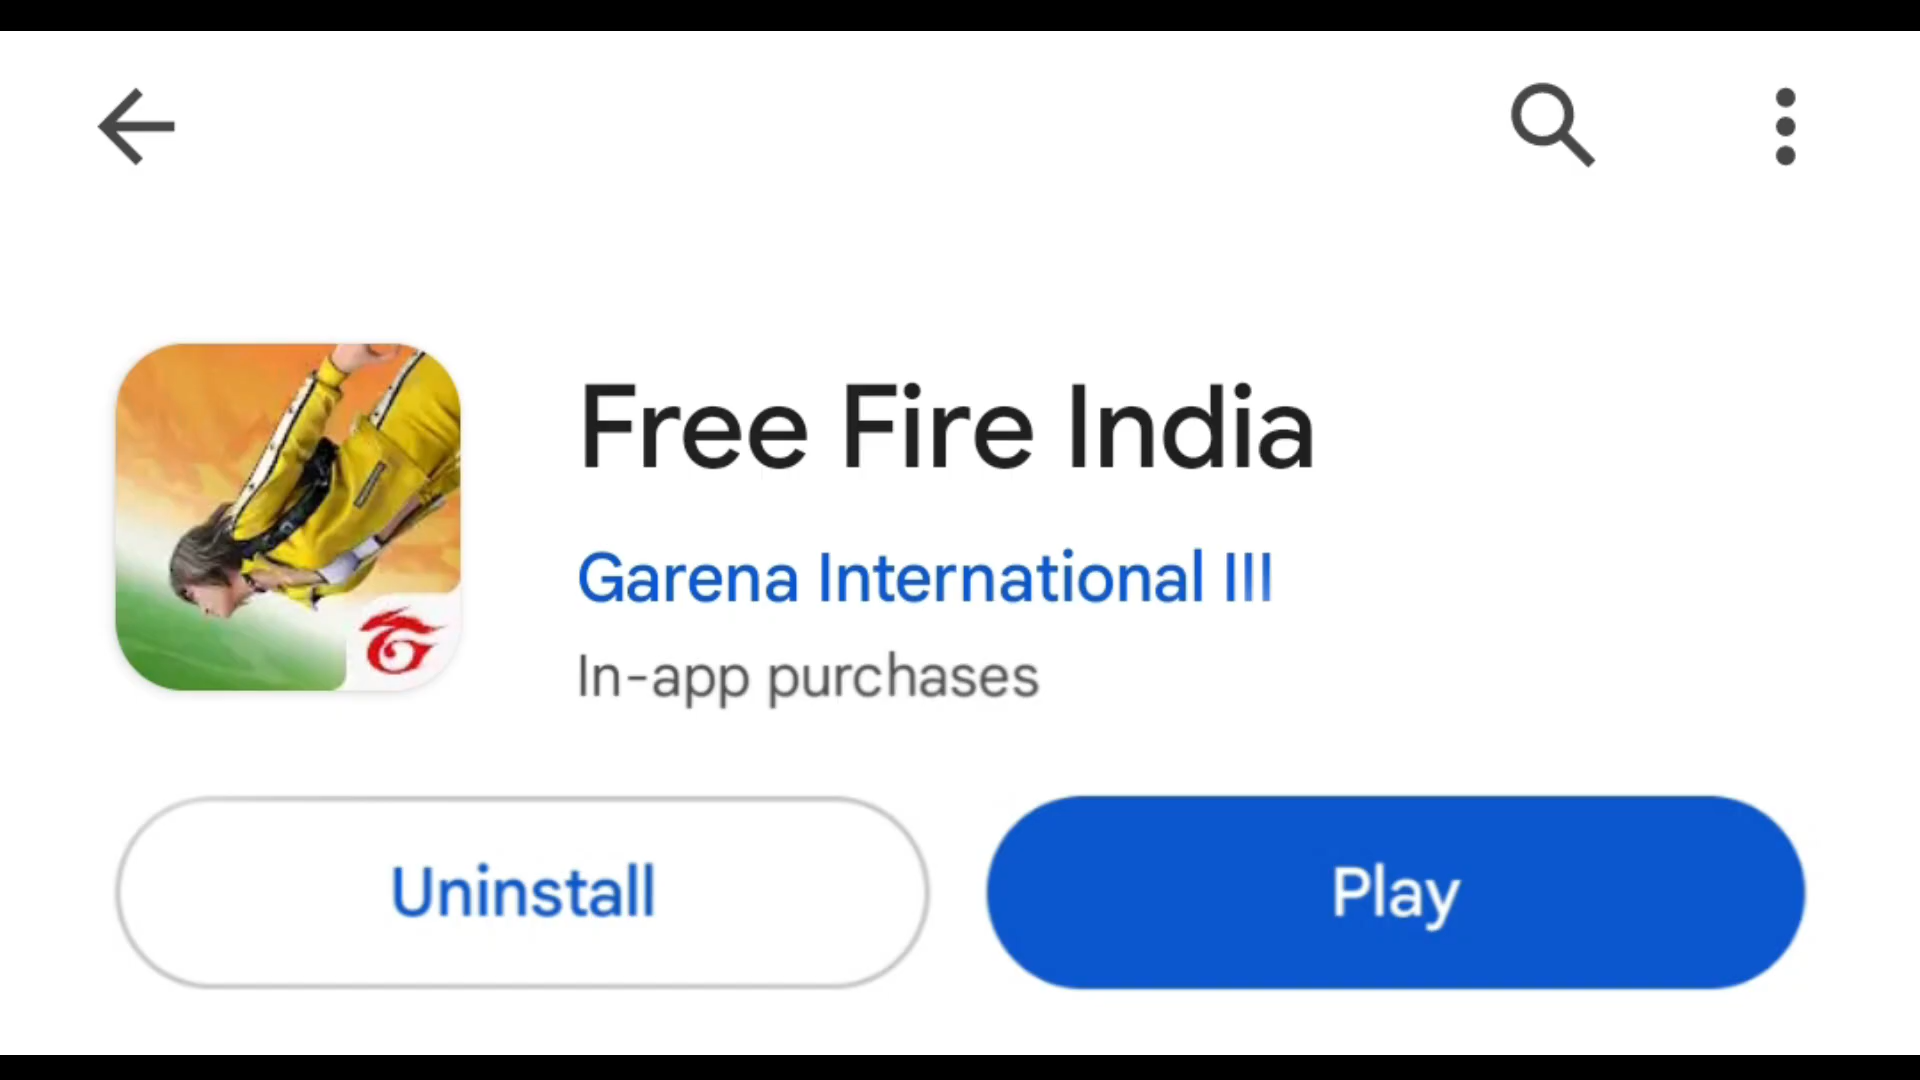 Free Fire India
Garena International III
In-app purchases
Uninstall
Play